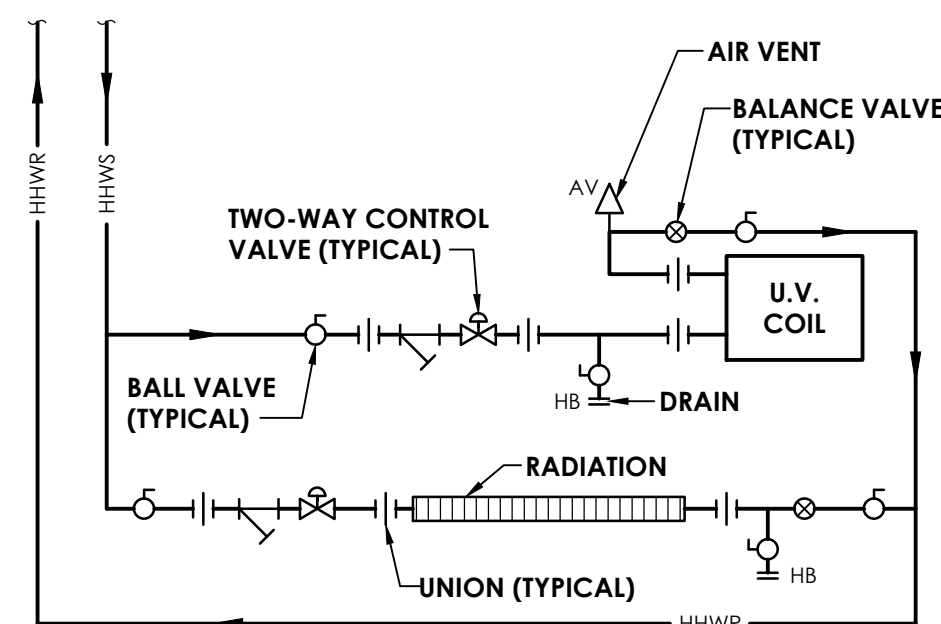 AIR VENT
BALANCE VALVE
(TYPICAL)
AV
HHWR
HHWS
TWO-WAY CONTROL
VALVE (TYPICAL)
U.V.
COIL
BALL VALVE
(TYPICAL)
HB
DRAIN
RADIATION
HB
UNION (TYPICAL)
HHWR